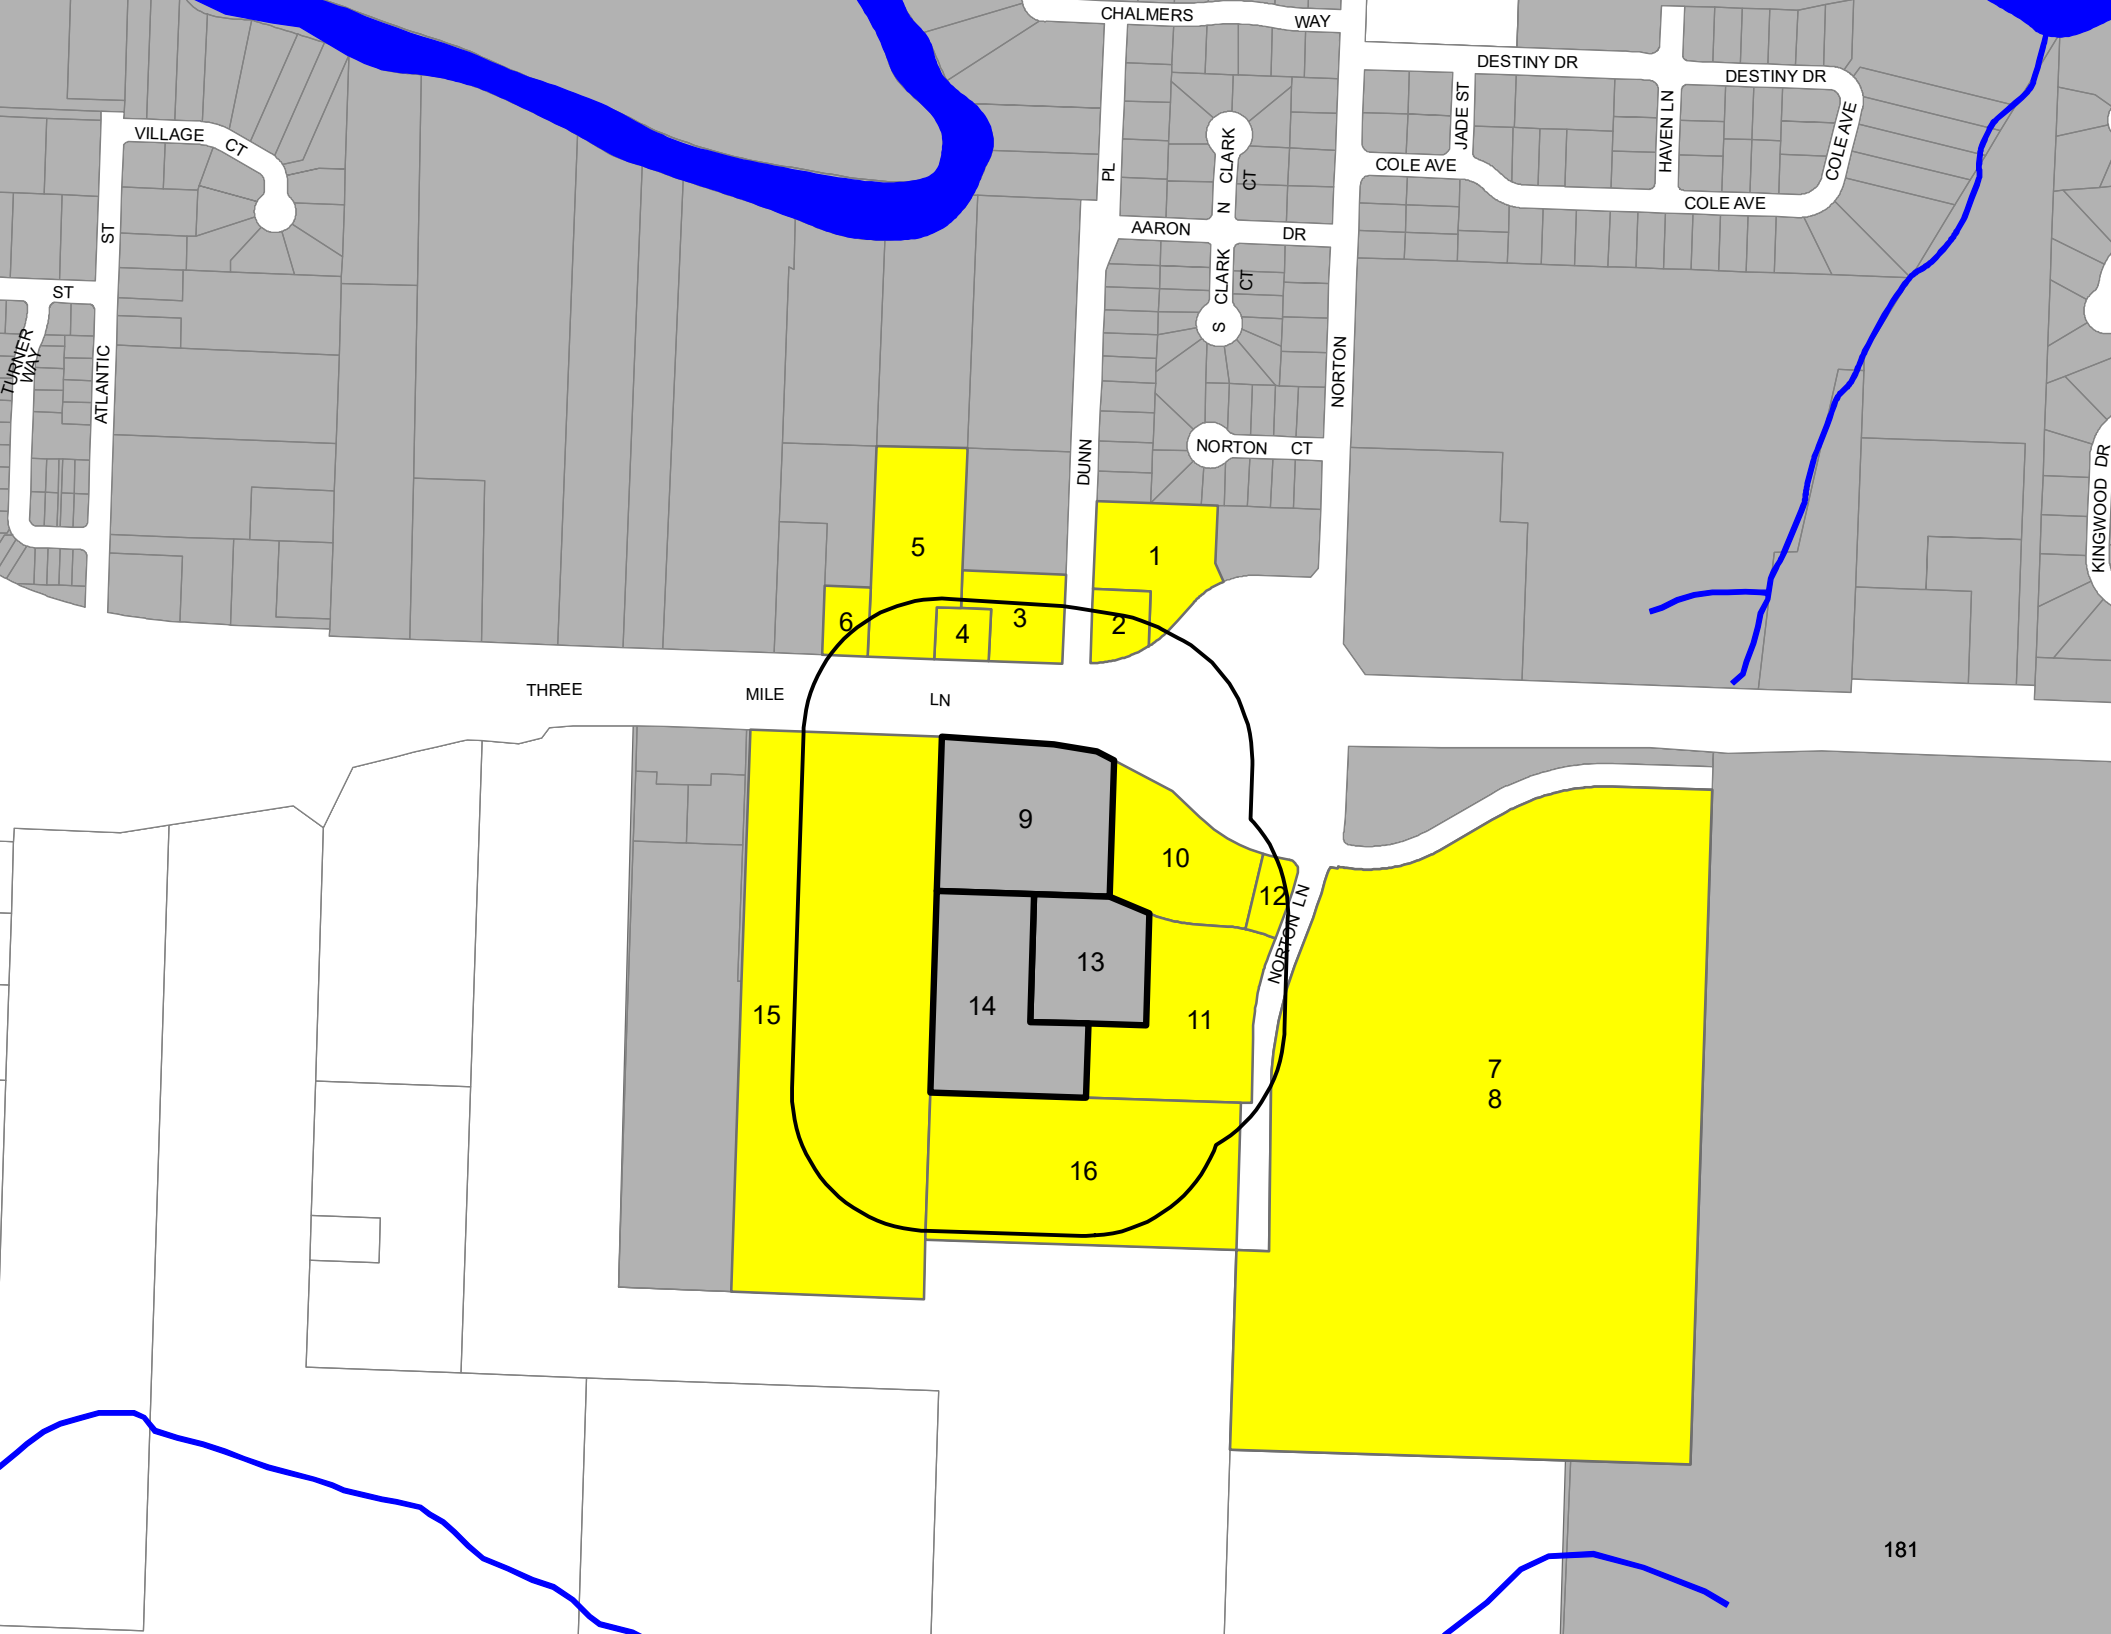 CHALMERS WAY
DESTINY DR
DESTINY DR
VILLAGE CT
PL
N CLARK CT
JADE ST
HAVEN LN
COLE AVE
COLE AVE
COLE AVE
AARON DR
ST
S CLARK CT
ST
TURNER WAY
ATLANTIC
NORTON
DUNN
NORTON CT
KINGWOOD DR
5
1
6
4
3
2
THREE MILE LN
9
10
12
NORTON LN
13
14
15
11
7
8
16
181